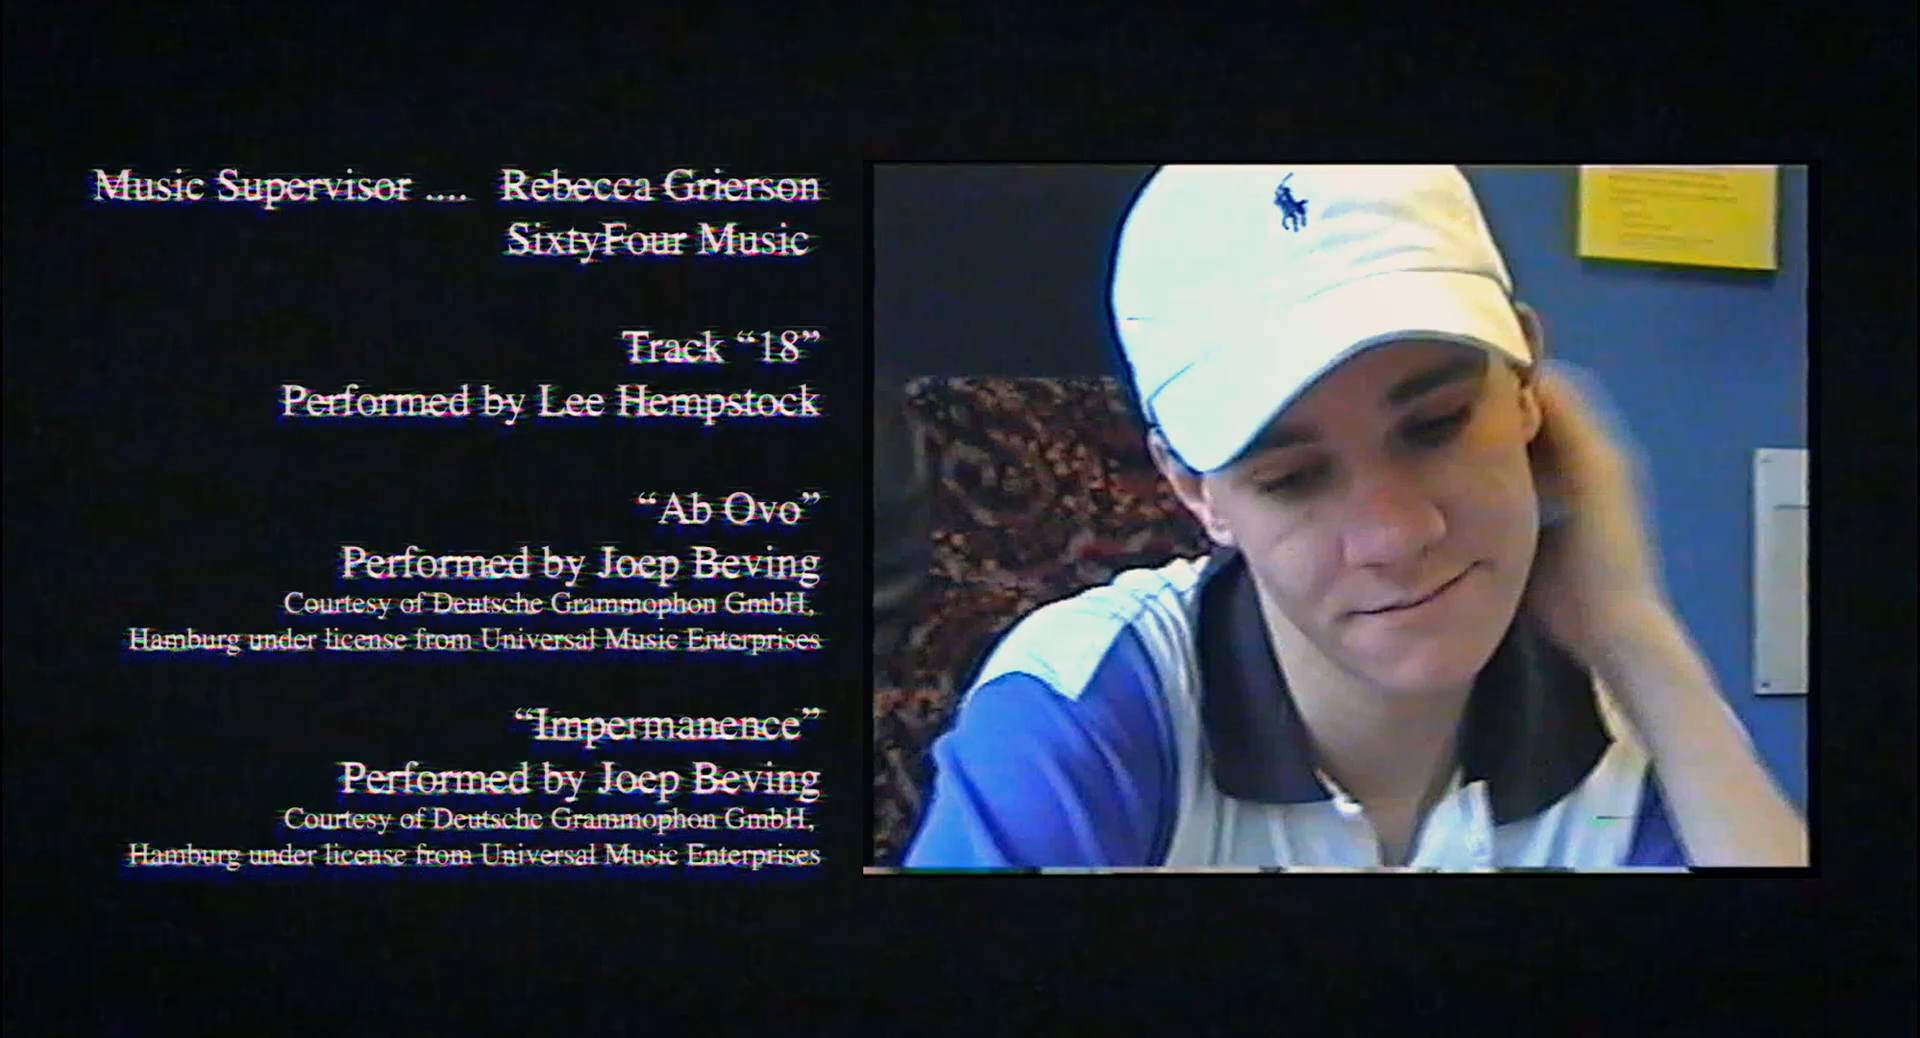 Music Supervisor .... Rebecca Grierson
SixtyFour Music
Track “18”
Performed by Lee Hempstock
“Ab Ovo”
Performed by Joep Beving
Courtesy of Deutsche Grammophon GmbH,
Hamburg under license from Universal Music Enterprises
“Impermanence”
Performed by Joep Beving
Courtesy of Deutsche Grammophon GmbH,
Hamburg under license from Universal Music Enterprises